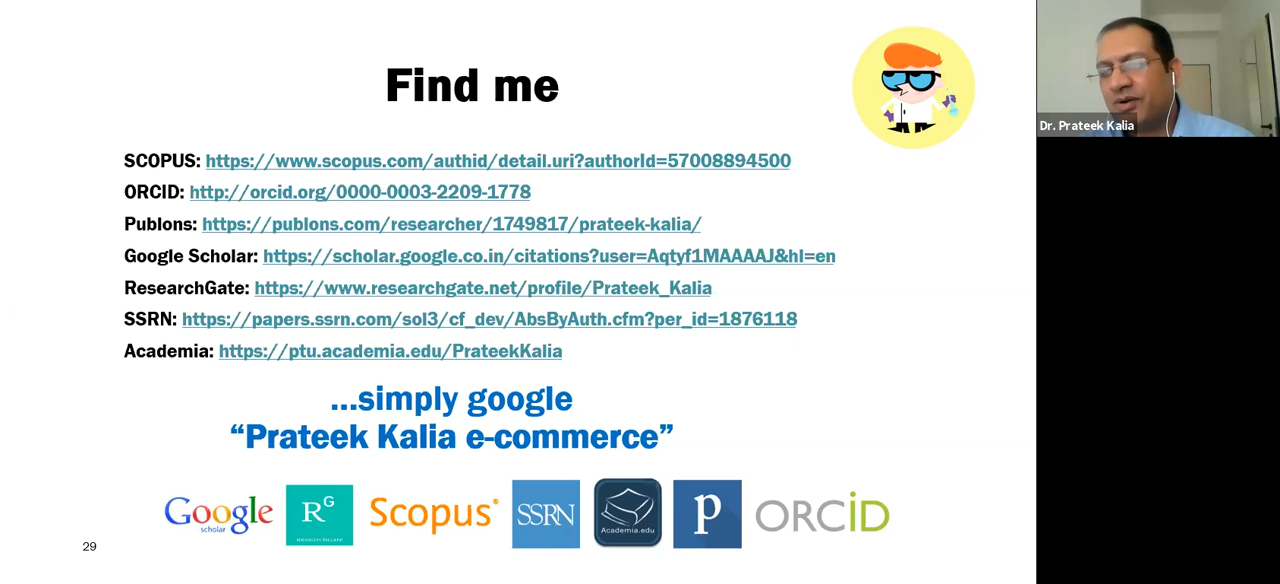 Find me
Dr. Prateek Kalia
SCOPUS: https://www.scopus.com/authid/detail.uri?authorId=57008894500
ORCID: http://orcid.org/0000-0003-2209-1778
Publons: https://publons.com/researcher/1749817/prateek-kalia/
Google Scholar: https://scholar.google.co.in/citations?user=Aqtyf1MAAAAJ&hl=en
ResearchGate: https://www.researchgate.net/profile/Prateek_Kalia
SSRN: https://papers.ssrn.com/sol3/cf_dev/AbsByAuth.cfm?per_id=1876118
Academia: https://ptu.academia.edu/PrateekKalia
...simply google
“Prateek Kalia e-commerce”
Google
scholar
RG
ResearchGate
Scopus®
SSRN
Academia.edu
P
ORCiD
29